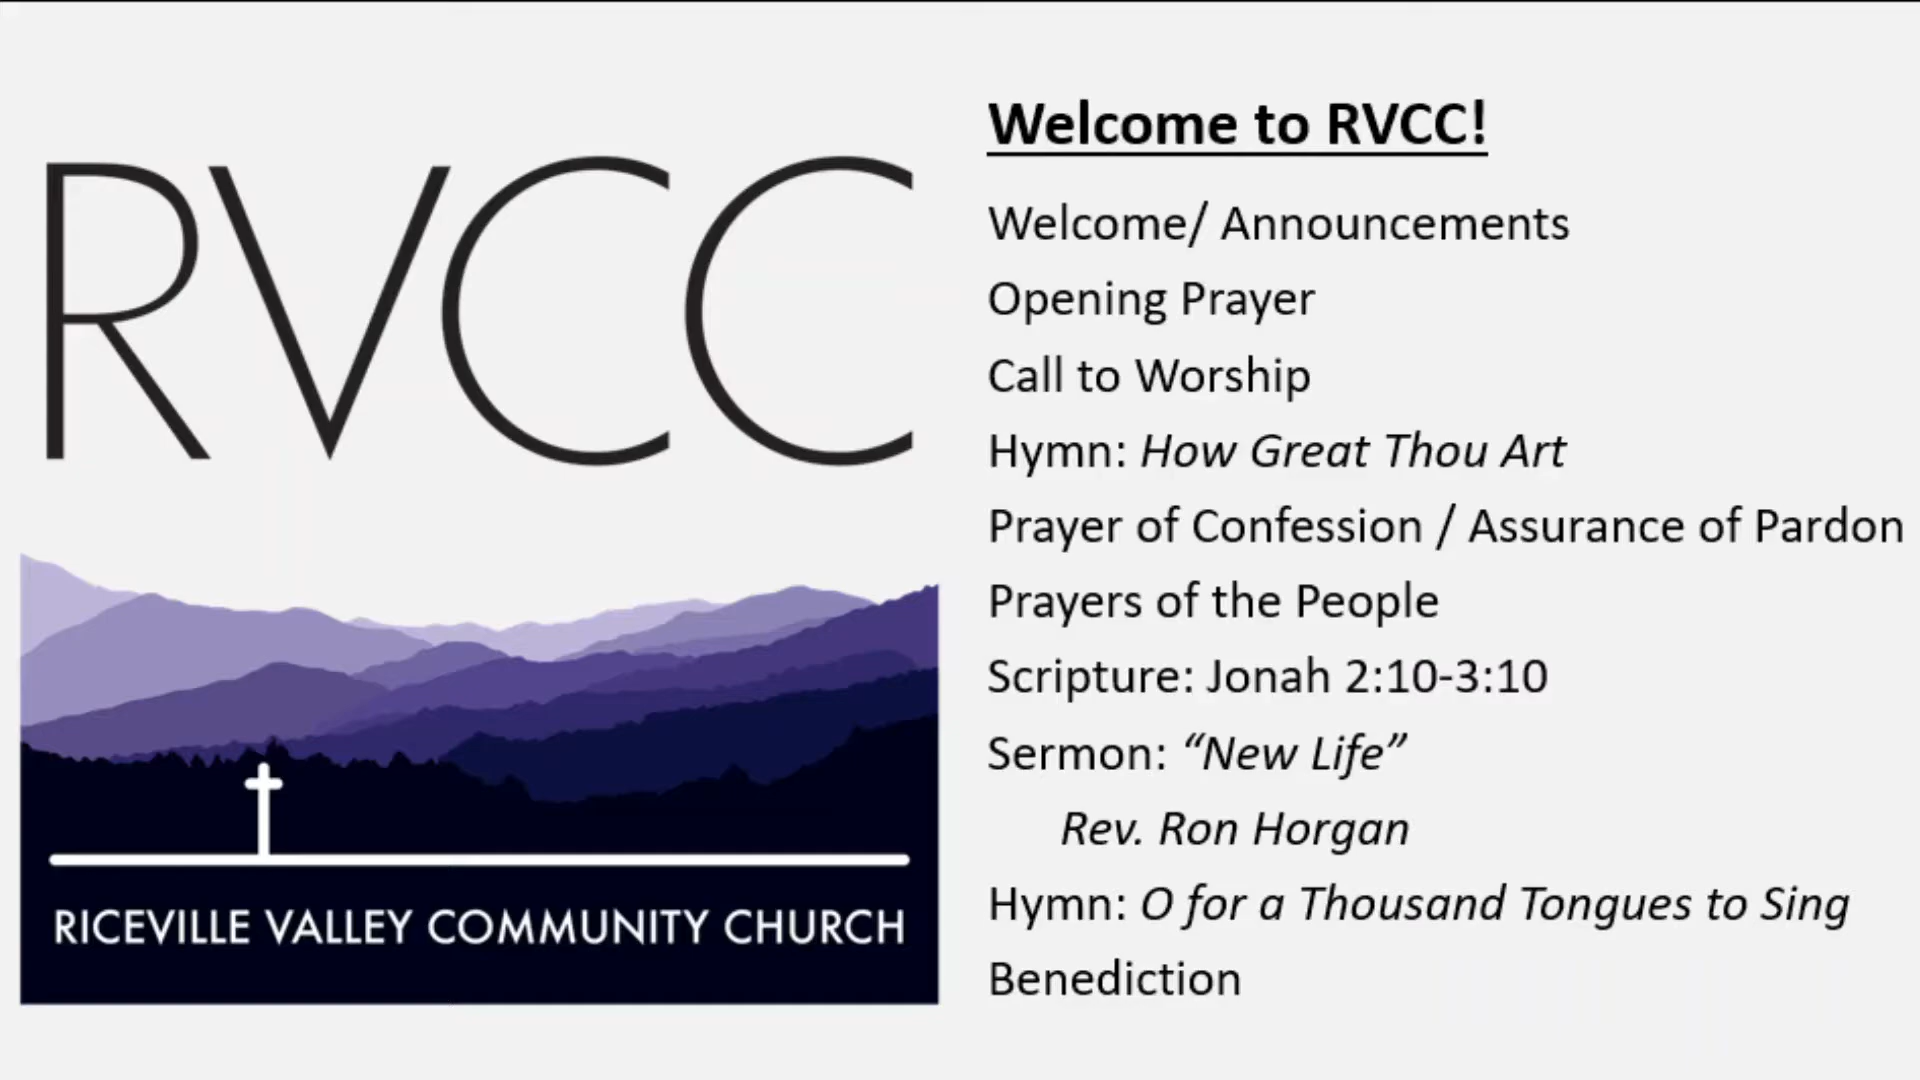 RVCC
RICEVILLE VALLEY COMMUNITY CHURCH
Welcome to RVCC!
Welcome/ Announcements
Opening Prayer
Call to Worship
Hymn: How Great Thou Art
Prayer of Confession / Assurance of Pardon
Prayers of the People
Scripture: Jonah 2:10-3:10
Sermon: “New Life”
Rev. Ron Horgan
Hymn: O for a Thousand Tongues to Sing
Benediction